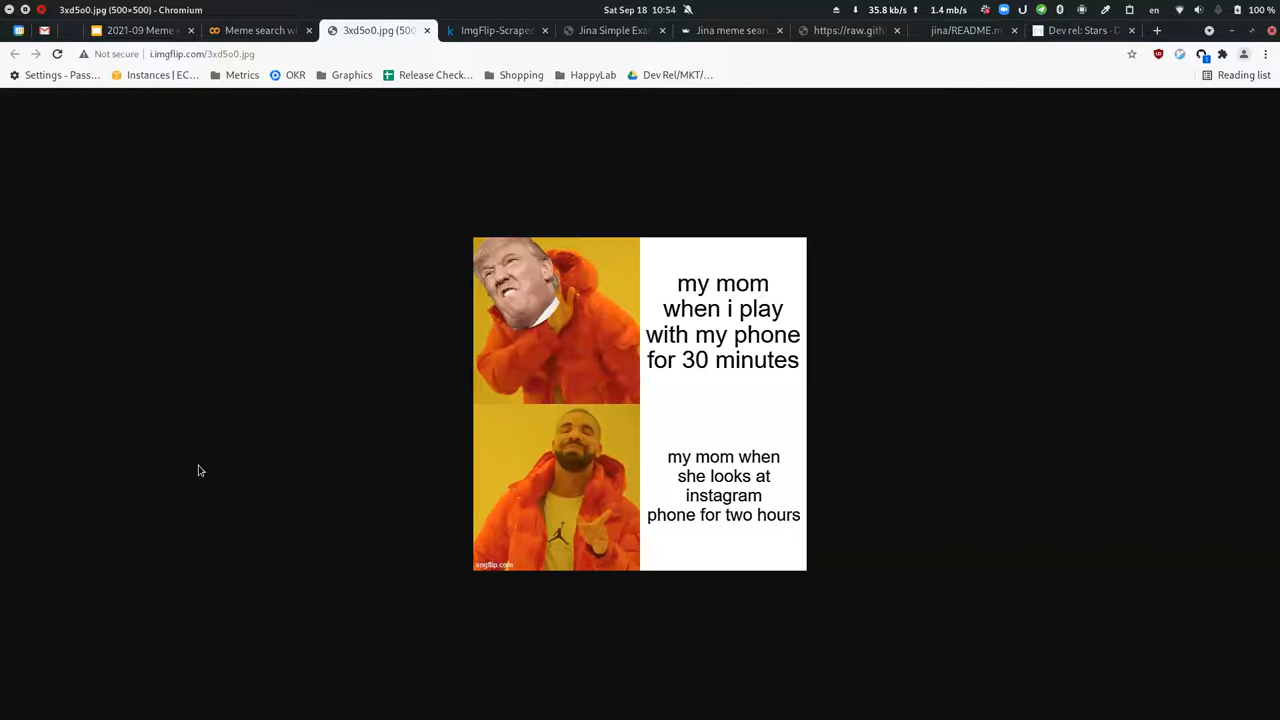 3xd5o0.jpg (500×500) - Chromium
Sat Sep 18 10:54
35.8 kb/s
1.4 mb/s
en
100 %
2021-09 Meme s
Meme search wi
3xd5o0.jpg (500
ImgFlip-Scrape
Jina Simple Exa
Jina meme sear
https://raw.gith
jina/README.m
Dev rel: Stars - D
Not secure
i.imgflip.com/3xd5o0.jpg
Settings - Pass...
Instances | EC...
Metrics
OKR
Graphics
Release Check...
Shopping
HappyLab
Dev Rel/MKT/...
Reading list
my mom
when i play
with my phone
for 30 minutes
my mom when
she looks at
instagram
phone for two hours
imgflip.com